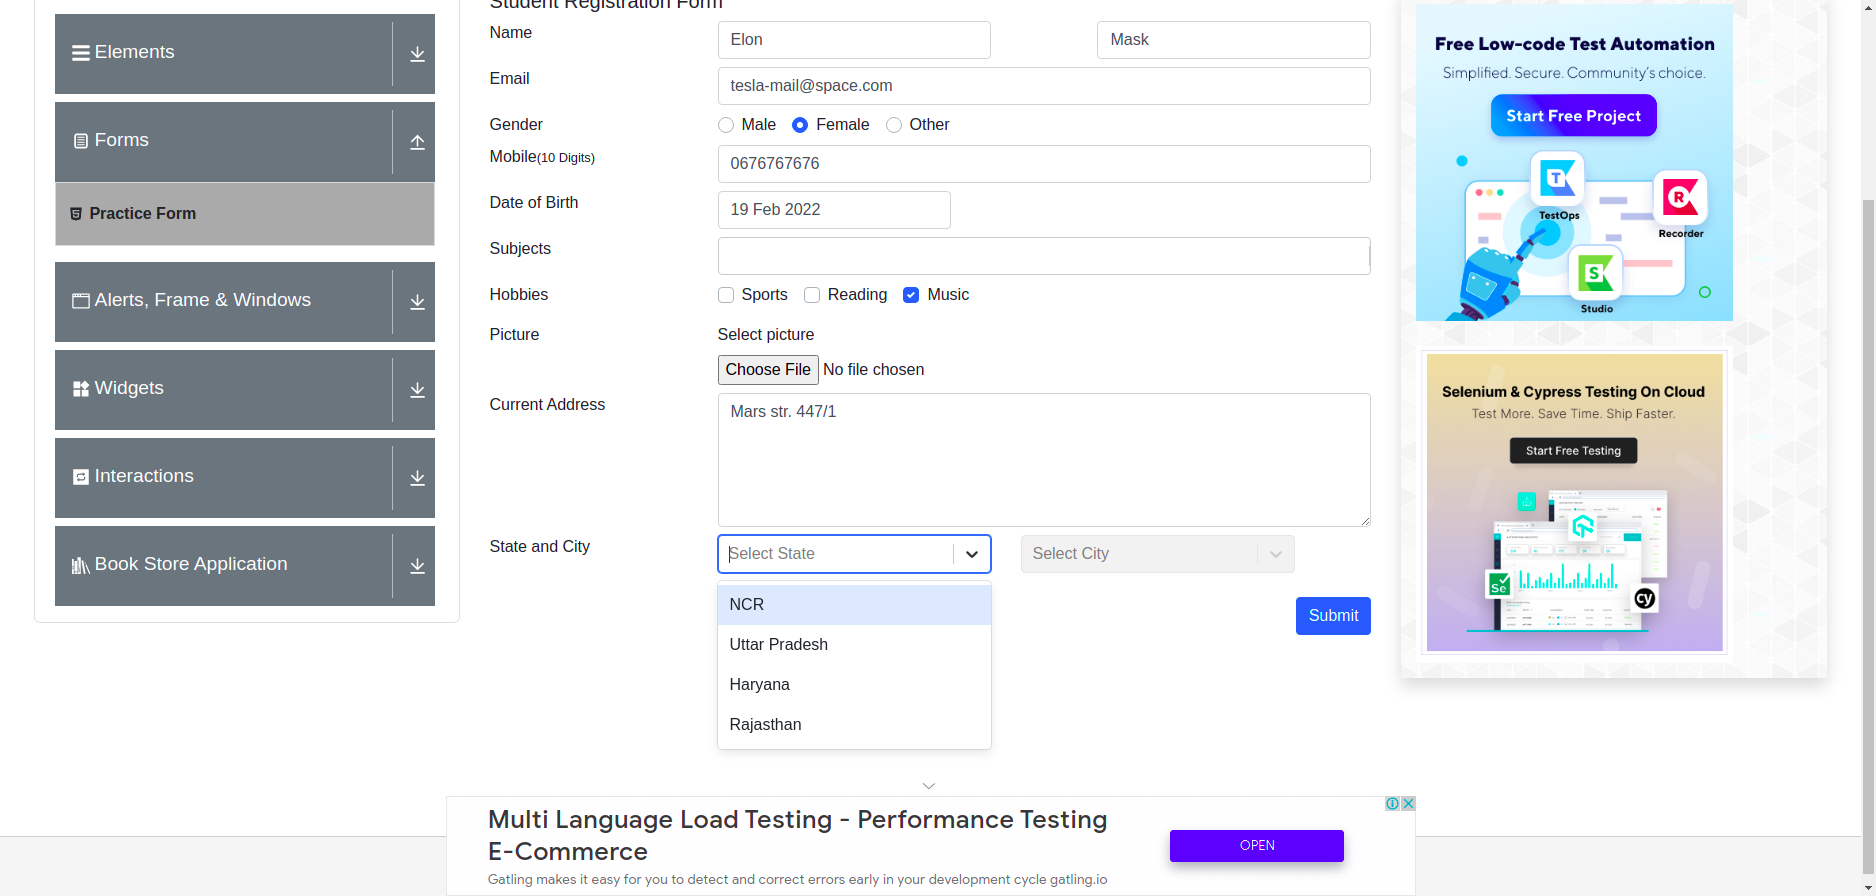 Student Registration Form
Elements
Forms
Practice Form
Alerts, Frame & Windows
Widgets
Interactions
Book Store Application
Name
Elon
Mask
Email
tesla-mail@space.com
Gender
Male
Female
Other
Mobile(10 Digits)
0676767676
Date of Birth
19 Feb 2022
Subjects
Hobbies
Sports
Reading
Music
Picture
Select picture
Choose File No file chosen
Current Address
Mars str. 447/1
State and City
Select State
Select City
NCR
Uttar Pradesh
Haryana
Rajasthan
Submit
Free Low-code Test Automation
Simplified. Secure. Community's choice.
Start Free Project
T
TestOps
R
Recorder
S
Studio
Selenium & Cypress Testing On Cloud
Test More. Save Time. Ship Faster.
Start Free Testing
Se
cy
Multi Language Load Testing - Performance Testing
E-Commerce
Gatling makes it easy for you to detect and correct errors early in your development cycle gatling.io
OPEN